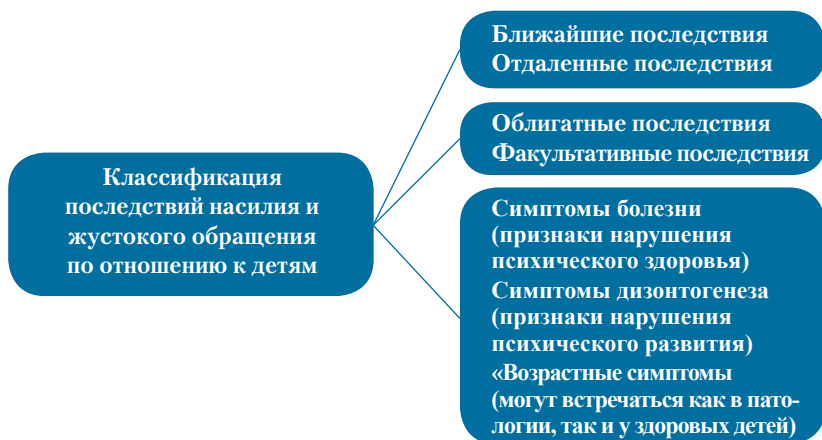 Классификация
последствий насилия и
жустокого обращения
по отношению к детям
Ближайшие последствия
Отдаленные последствия
Облигатные последствия
Факультативные последствия
Симптомы болезни
(признаки нарушения
психического здоровья)
Симптомы дизонтогенеза
(признаки нарушения
психического развития)
«Возрастные симптомы
(могут встречаться как в пато-
логии, так и у здоровых детей)